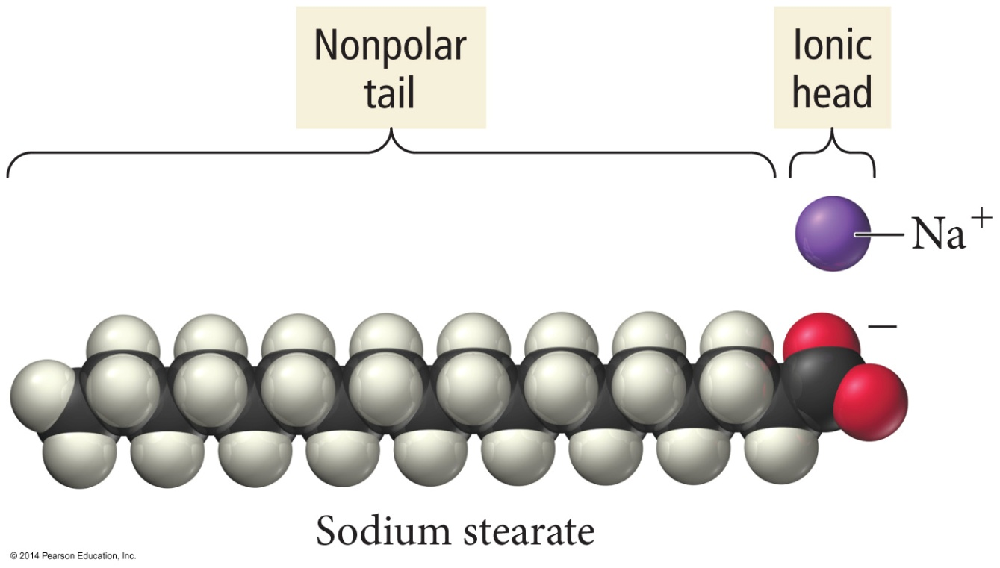 Nonpolar
tail
Ionic
head
Na⁺
−
Sodium stearate
© 2014 Pearson Education, Inc.